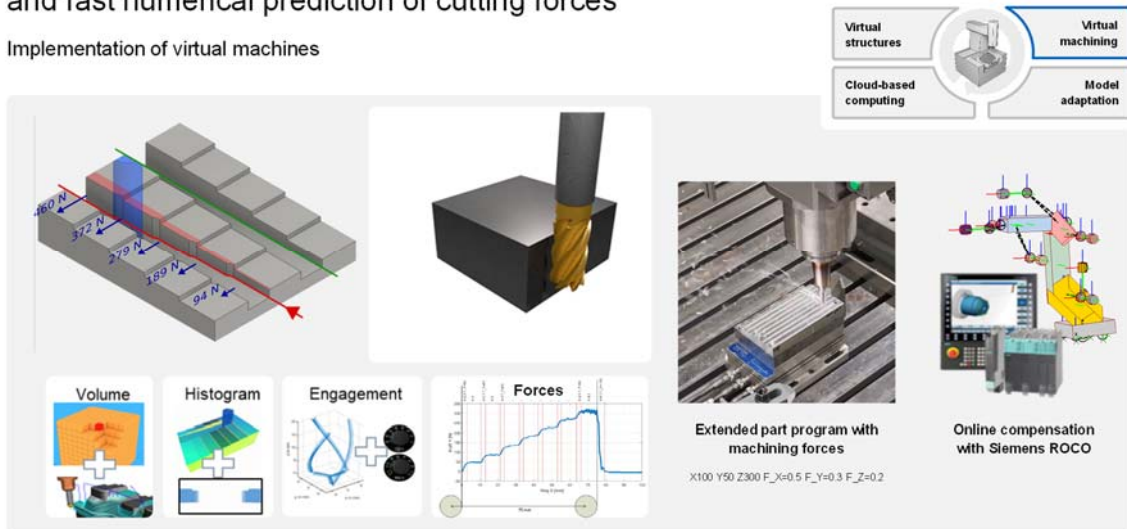 and fast numerical prediction of cutting forces
Implementation of virtual machines
Virtual
structures
Virtual
machining
Cloud-based
computing
Model
adaptation
460 N
372 N
279 N
189 N
94 N
Volume
Histogram
Engagement
Forces
Extended part program with
machining forces
X100 Y50 Z300 F_X=0.5 F_Y=0.3 F_Z=0.2
Online compensation
with Siemens ROCO